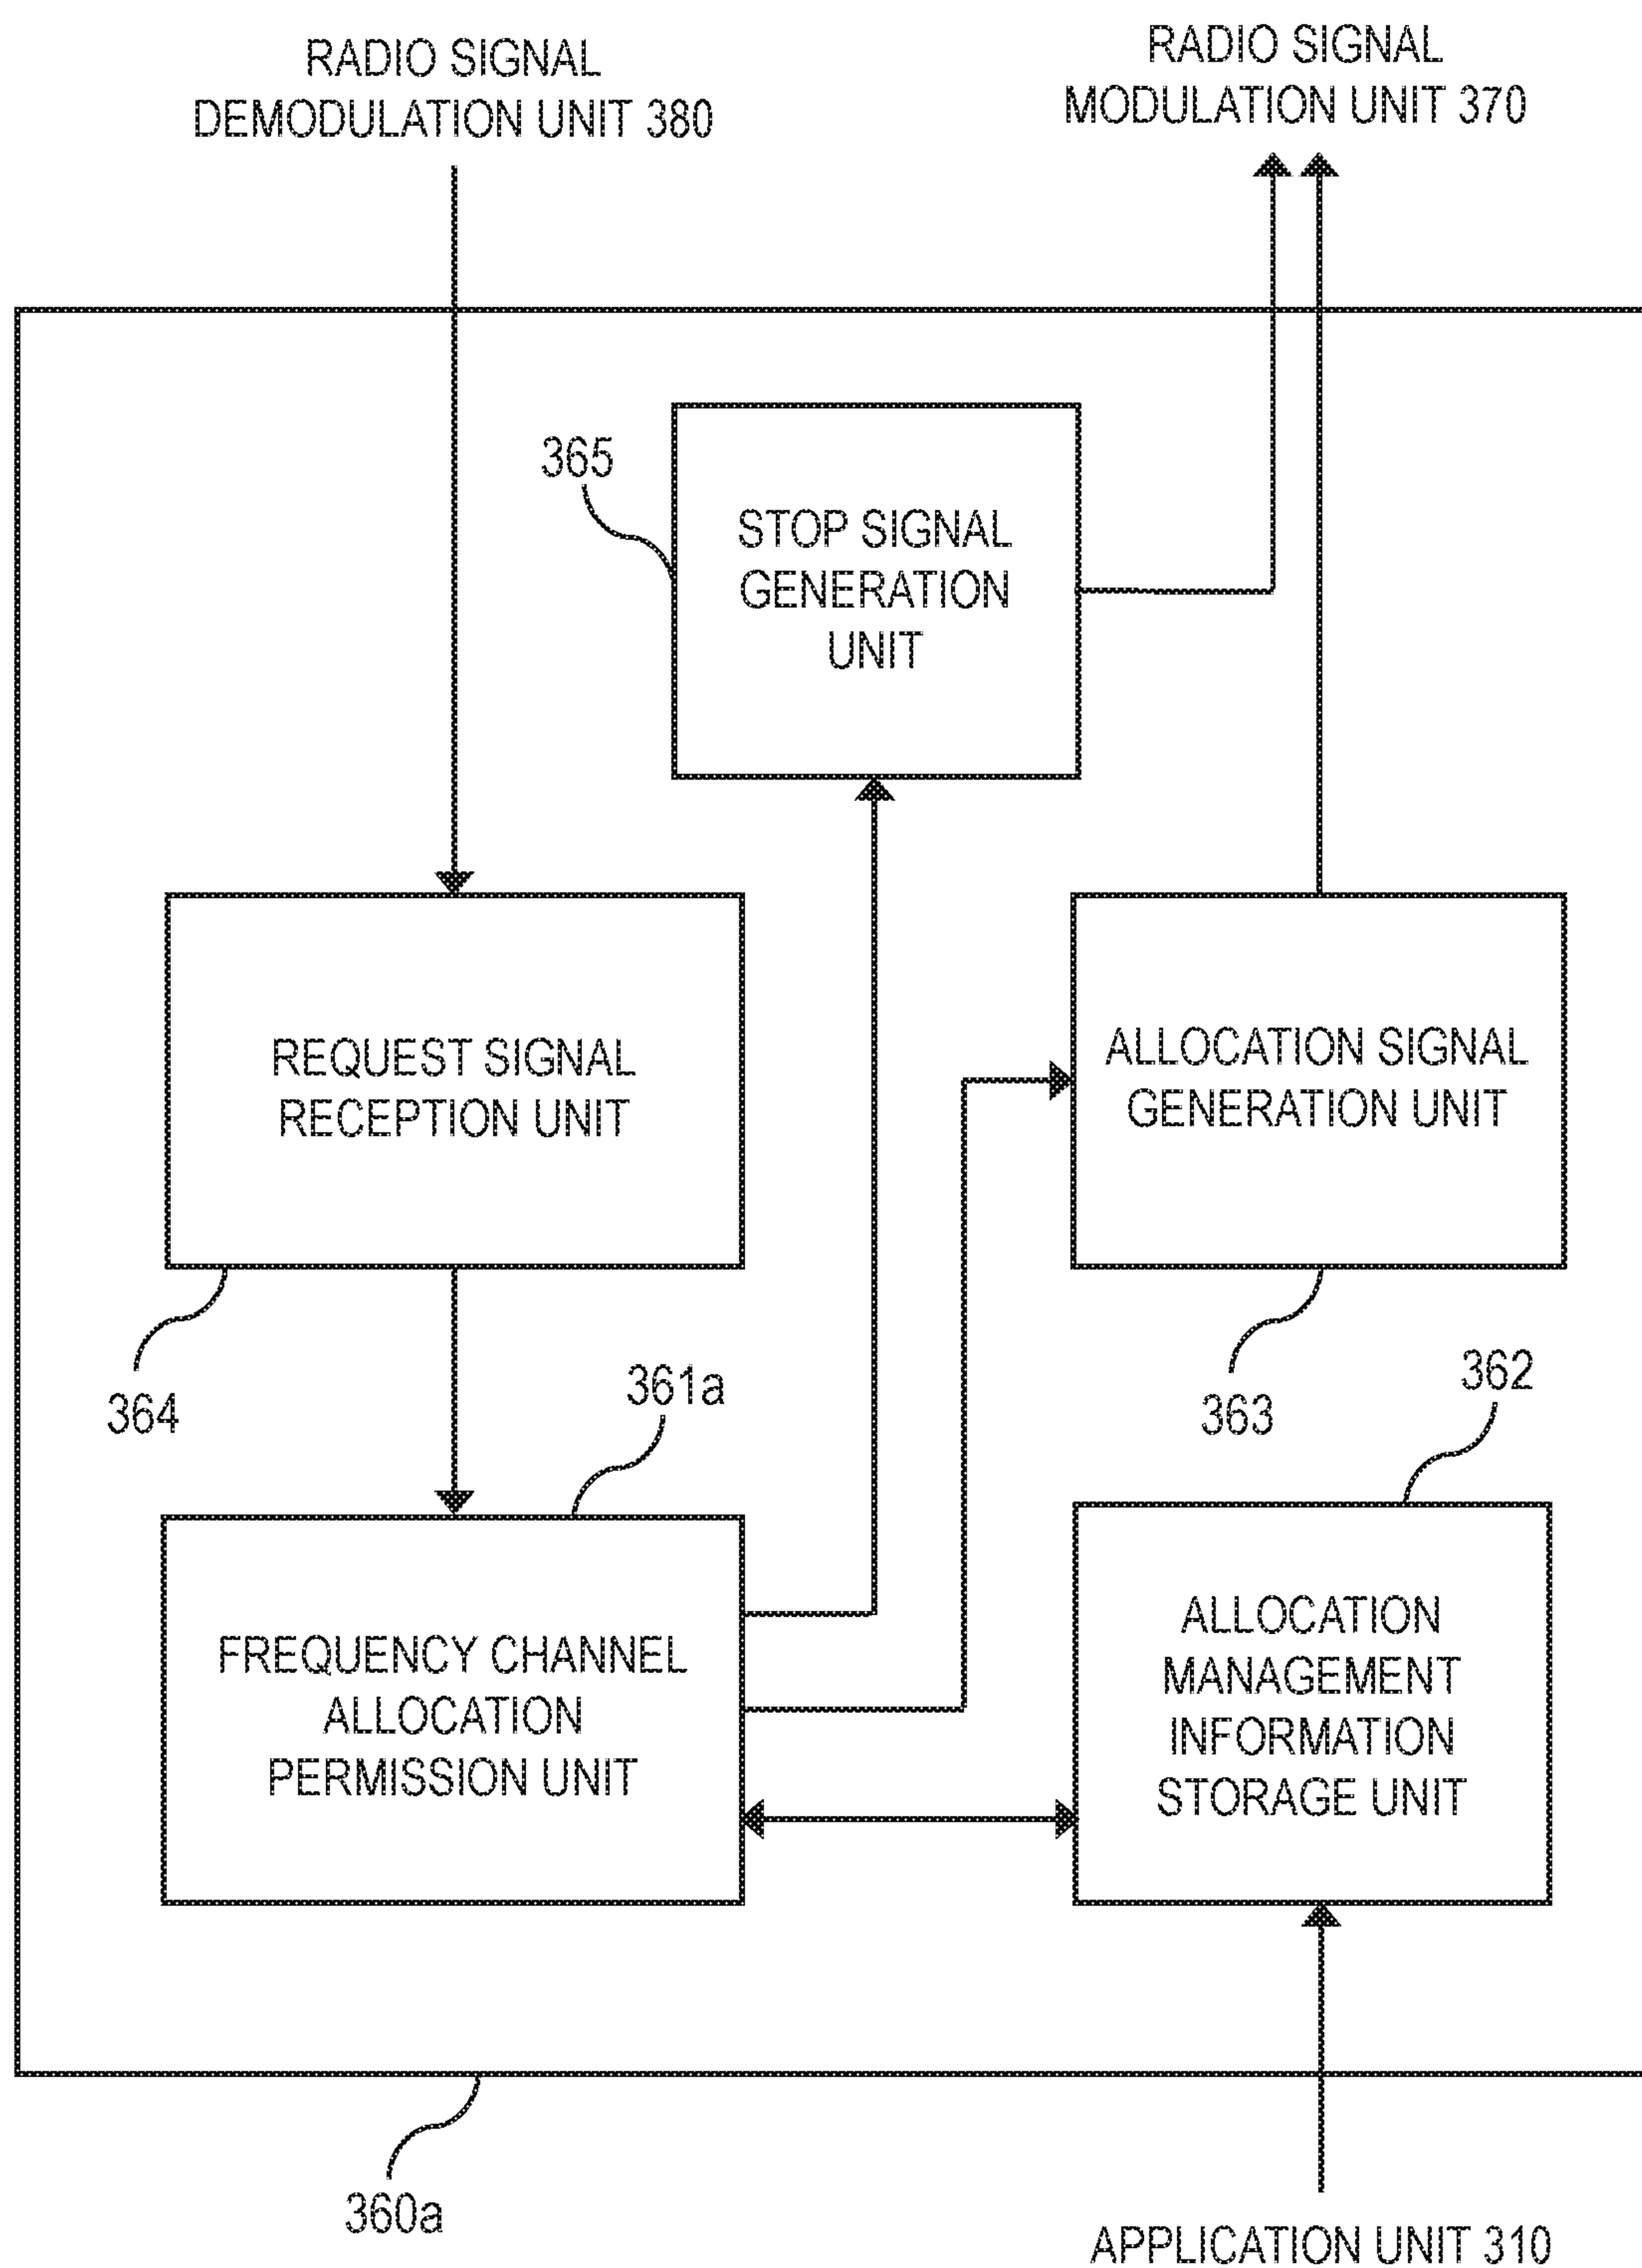 RADIO SIGNAL
DEMODULATION UNIT 380
RADIO SIGNAL
MODULATION UNIT 370
365
STOP SIGNAL
GENERATION
UNIT
REQUEST SIGNAL
RECEPTION UNIT
ALLOCATION SIGNAL
GENERATION UNIT
364
361a
363
362
FREQUENCY CHANNEL
ALLOCATION
PERMISSION UNIT
ALLOCATION
MANAGEMENT
INFORMATION
STORAGE UNIT
360a
APPLICATION UNIT 310